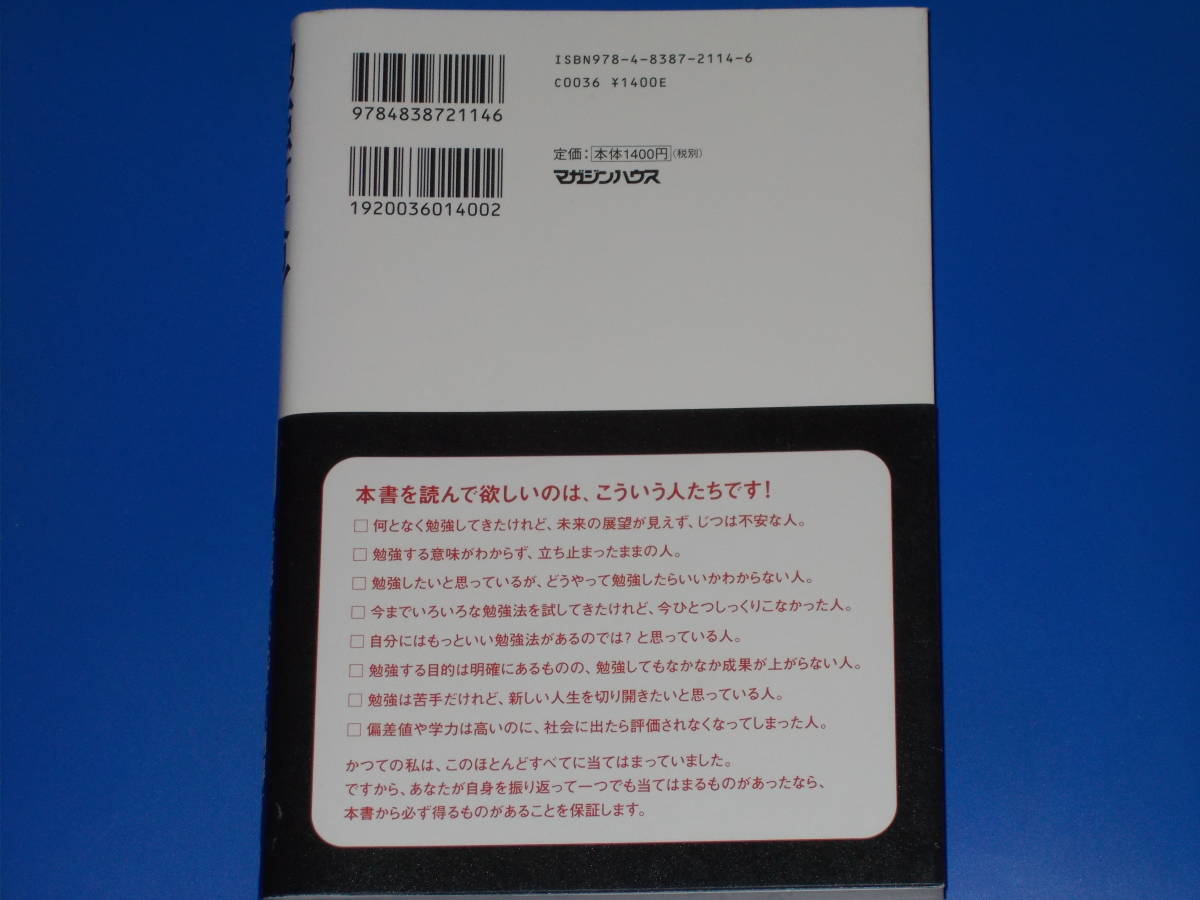 ISBN978-4-8387-2114-6
C0036 ¥1400E
9784838721146
定価：本体1400円（税別）
マガジンハウス
1920036014002
本書を読んで欲しいのは、こういう人たちです！
□ 何となく勉強してきたけれど、未来の展望が見えず、じつは不安な人。
□ 勉強する意味がわからず、立ち止まったままの人。
□ 勉強したいと思っているが、どうやって勉強したらいいかわからない人。
□ 今までいろいろな勉強法を試してきたけれど、今ひとつしっくりこなかった人。
□ 自分にはもっといい勉強法があるのでは？と思っている人。
□ 勉強する目的は明確にあるものの、勉強してもなかなか成果が上がらない人。
□ 勉強は苦手だけれど、新しい人生を切り開きたいと思っている人。
□ 偏差値や学力は高いのに、社会に出たら評価されなくなってしまった人。
かつての私は、このほとんどすべてに当てはまっていました。
ですから、あなたが自身を振り返って一つでも当てはまるものがあったなら、
本書から必ず得るものがあることを保証します。